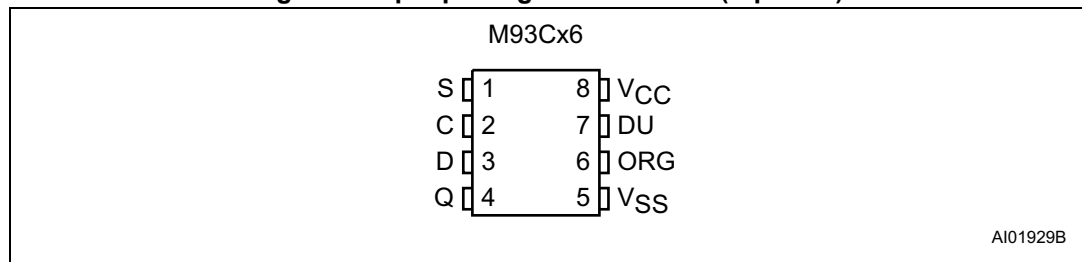 M93Cx6
S 1 8 VCC
C 2 7 DU
D 3 6 ORG
Q 4 5 VSS
AI01929B